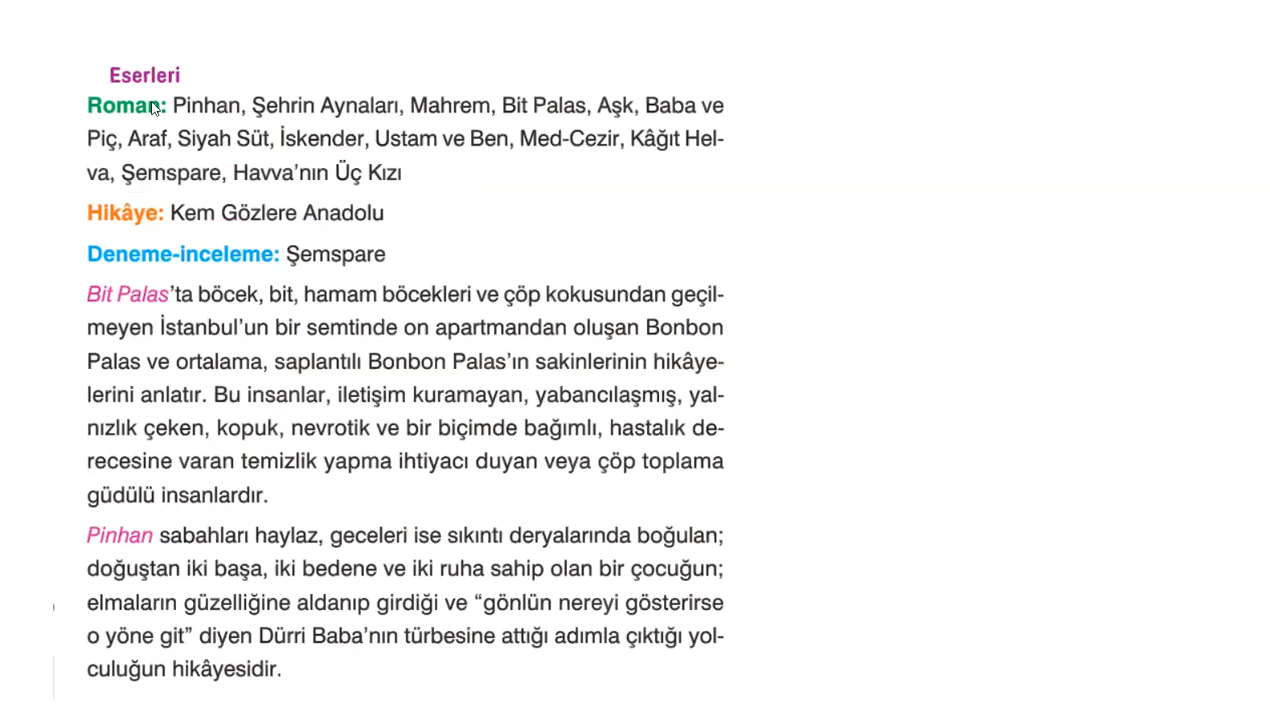 Eserleri
Roman: Pinhan, Şehrin Aynaları, Mahrem, Bit Palas, Aşk, Baba ve
Piç, Araf, Siyah Süt, İskender, Ustam ve Ben, Med-Cezir, Kâğıt Hel-
va, Şemspare, Havva’nın Üç Kızı
Hikâye: Kem Gözlere Anadolu
Deneme-inceleme: Şemspare
Bit Palas’ta böcek, bit, hamam böcekleri ve çöp kokusundan geçil-
meyen İstanbul’un bir semtinde on apartmandan oluşan Bonbon
Palas ve ortalama, saplantılı Bonbon Palas’ın sakinlerinin hikâye-
lerini anlatır. Bu insanlar, iletişim kuramayan, yabancılaşmış, yal-
nızlık çeken, kopuk, nevrotik ve bir biçimde bağımlı, hastalık de-
recesine varan temizlik yapma ihtiyacı duyan veya çöp toplama
güdülü insanlardır.
Pinhan sabahları haylaz, geceleri ise sıkıntı deryalarında boğulan;
doğuştan iki başa, iki bedene ve iki ruha sahip olan bir çocuğun;
elmaların güzelliğine aldanıp girdiği ve “gönlün nereyi gösterirse
o yöne git” diyen Dürri Baba’nın türbesine attığı adımla çıktığı yol-
culuğun hikâyesidir.